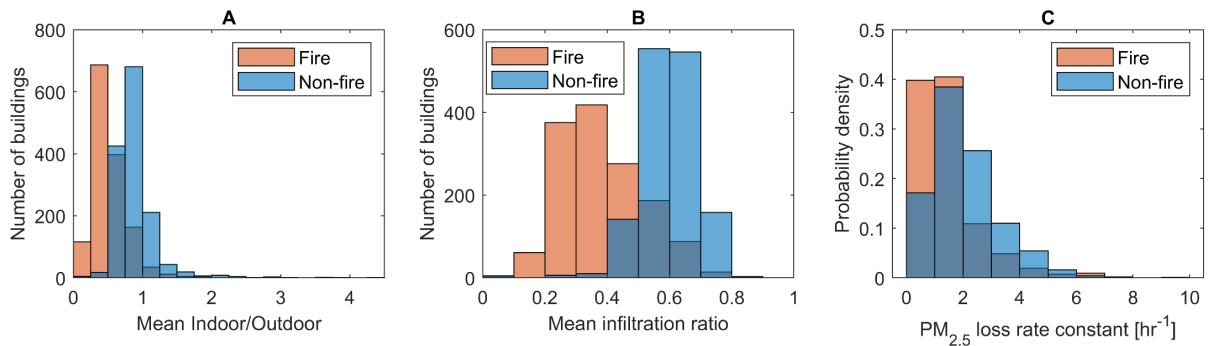 A
Number of buildings
800
600
400
200
0
Fire
Non-fire
0 1 2 3 4
Mean Indoor/Outdoor
B
Number of buildings
600
400
200
0
Fire
Non-fire
0 0.2 0.4 0.6 0.8 1
Mean infiltration ratio
C
Probability density
0.5
0.4
0.3
0.2
0.1
0
Fire
Non-fire
0 2 4 6 8 10
PM2.5 loss rate constant [hr-1]